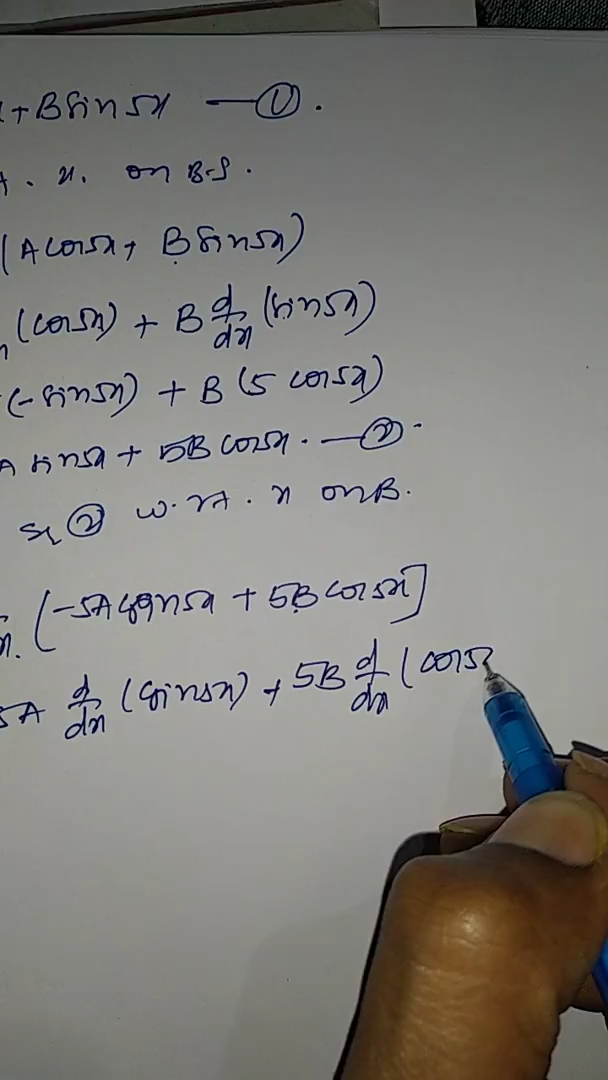 + B sin 5x — ①.
. x. on B.S.
(A cos 5x + B sin 5x)
(cos 5x) + B d/dx (sin 5x)
(- sin 5x) + B (5 cos 5x)
A sin 5x + 5B cos 5x. — ②.
② w.r.t. x on B.
(-5A sin 5x + 5B cos 5x]
5A d/dx (sin 5x) + 5B d/dx (cos 5